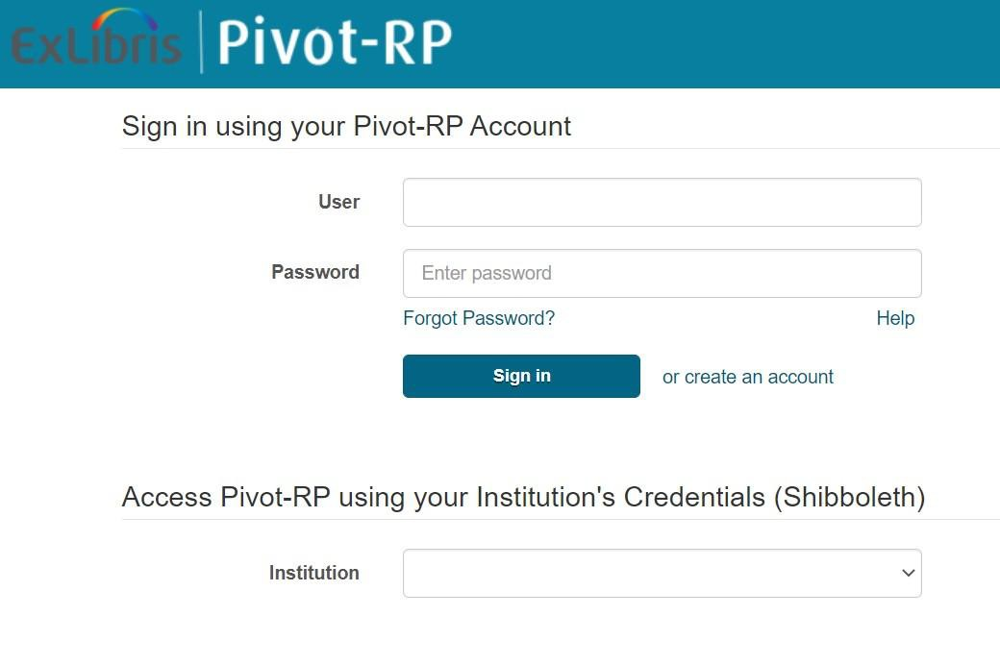 ExLibris Pivot-RP
Sign in using your Pivot-RP Account
User
Password Enter password
Forgot Password? Help
Sign in or create an account
Access Pivot-RP using your Institution's Credentials (Shibboleth)
Institution